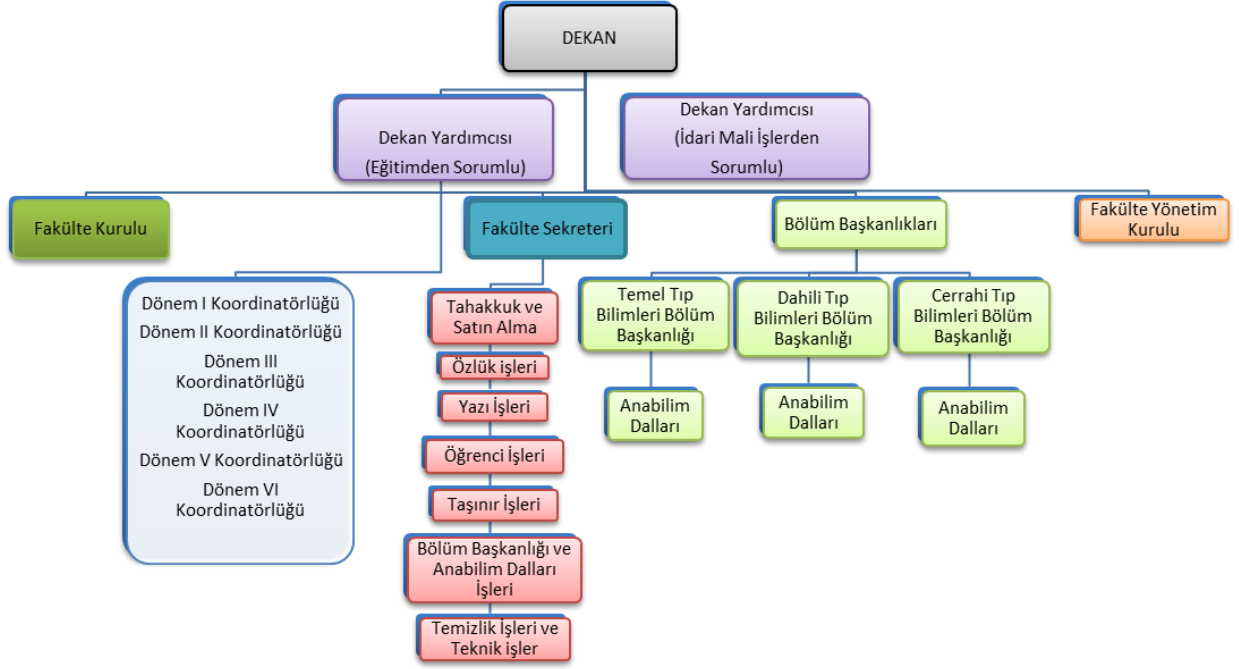 DEKAN
Dekan Yardımcısı
(Eğitimden Sorumlu)
Dekan Yardımcısı
(İdari Mali İşlerden
Sorumlu)
Fakülte Kurulu
Fakülte Sekreteri
Bölüm Başkanlıkları
Fakülte Yönetim
Kurulu
Dönem I Koordinatörlüğü
Dönem II Koordinatörlüğü
Dönem III
Koordinatörlüğü
Dönem IV
Koordinatörlüğü
Dönem V Koordinatörlüğü
Dönem VI
Koordinatörlüğü
Tahakkuk ve
Satın Alma
Özlük işleri
Yazı İşleri
Öğrenci İşleri
Taşınır İşleri
Bölüm Başkanlığı ve
Anabilim Dalları
İşleri
Temizlik İşleri ve
Teknik işler
Temel Tıp
Bilimleri Bölüm
Başkanlığı
Anabilim
Dalları
Dahili Tıp
Bilimleri Bölüm
Başkanlığı
Anabilim
Dalları
Cerrahi Tıp
Bilimleri Bölüm
Başkanlığı
Anabilim
Dalları